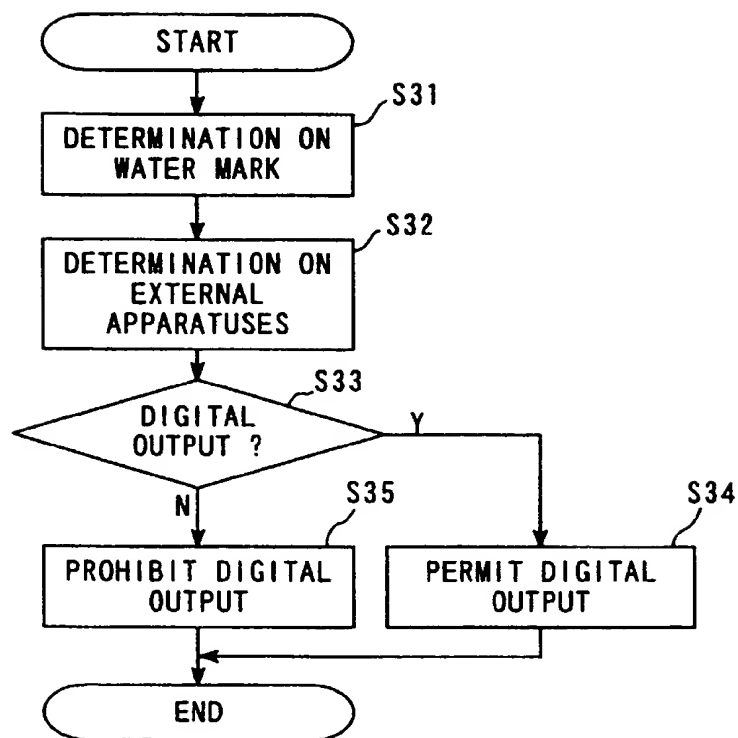 START
S31
DETERMINATION ON
WATER MARK
S32
DETERMINATION ON
EXTERNAL
APPARATUSES
S33
DIGITAL
OUTPUT ?
Y
N
S35
S34
PROHIBIT DIGITAL
OUTPUT
PERMIT DIGITAL
OUTPUT
END